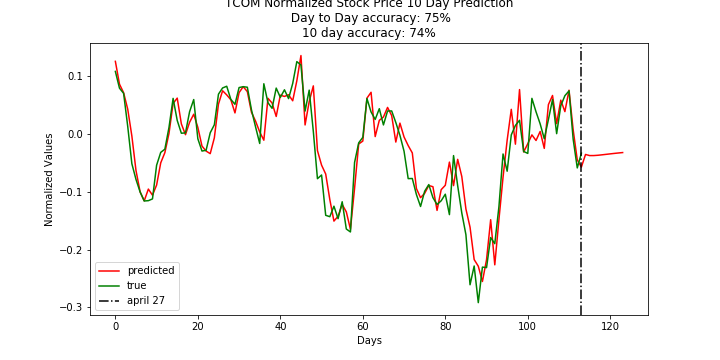 TCOM Normalized Stock Price 10 Day Prediction
Day to Day accuracy: 75%
10 day accuracy: 74%
0.1
0.0
−0.1
−0.2
−0.3
Normalized Values
predicted
true
april 27
0
20
40
60
80
100
120
Days